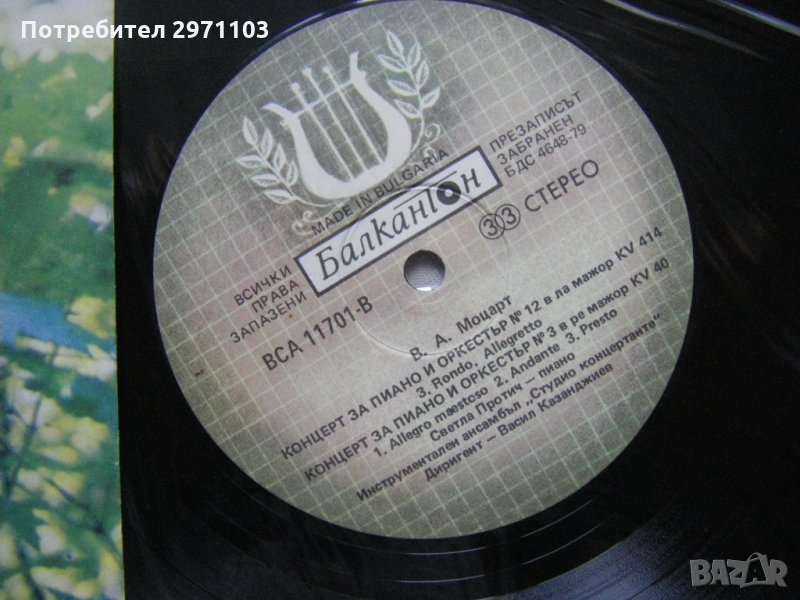 Потребител 2971103
MADE IN BULGARIA
Балкантон
ВСИЧКИ
ПРАВА
ЗАПАЗЕНИ
ПРЕЗАПИСЪТ
ЗАБРАНЕН
БДС 4648-79
ВСА 11701-В
33 СТЕРЕО
В. А. Моцарт
КОНЦЕРТ ЗА ПИАНО И ОРКЕСТЪР № 12 в ла мажор KV 414
3. Rondo, Allegretto
КОНЦЕРТ ЗА ПИАНО И ОРКЕСТЪР № 3 в ре мажор KV 40
1. Allegro maestoso 2. Andante 3. Presto
Светла Протич — пиано
Инструментален ансамбъл „Студио концертанте"
Диригент — Васил Казанджиев
BAZAR